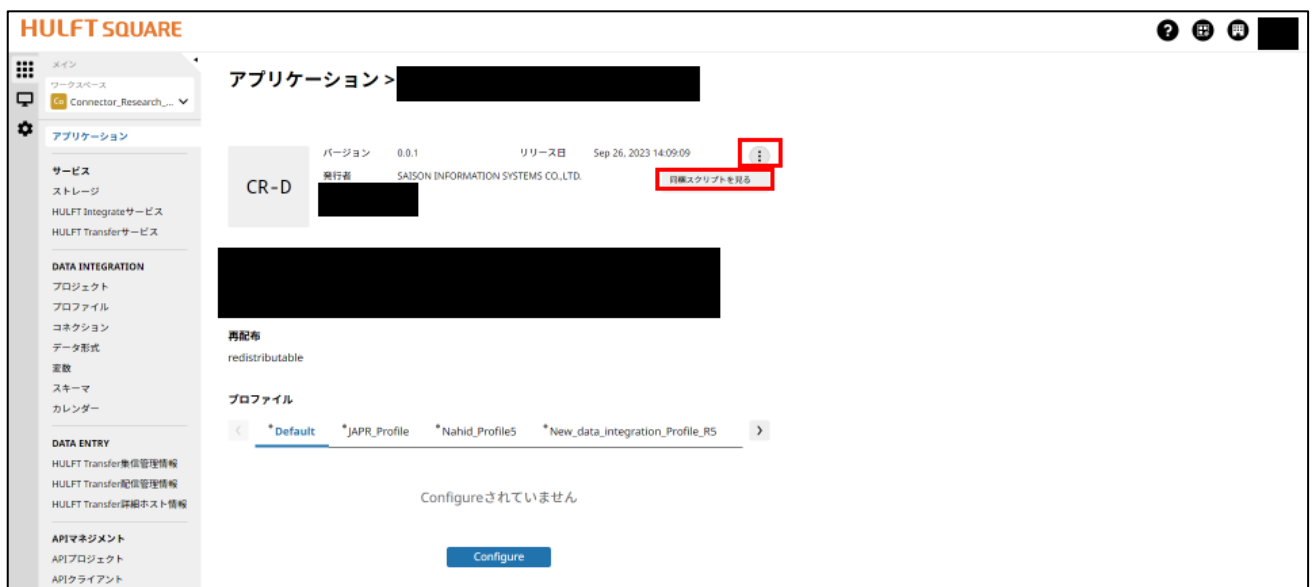 HULFT SQUARE
メイン
ワークスペース
Co Connector_Research_...
アプリケーション
サービス
ストレージ
HULFT Integrateサービス
HULFT Transferサービス
DATA INTEGRATION
プロジェクト
プロファイル
コネクション
データ形式
変数
スキーマ
カレンダー
DATA ENTRY
HULFT Transfer集信管理情報
HULFT Transfer配信管理情報
HULFT Transfer詳細ホスト情報
APIマネジメント
APIプロジェクト
APIクライアント
アプリケーション >
CR-D
バージョン 0.0.1 リリース日 Sep 26, 2023 14:09:09
発行者 SAISON INFORMATION SYSTEMS CO.,LTD.
同梱スクリプトを見る
再配布
redistributable
プロファイル
*Default *JAPR_Profile *Nahid_Profile5 *New_data_integration_Profile_R5
Configureされていません
Configure